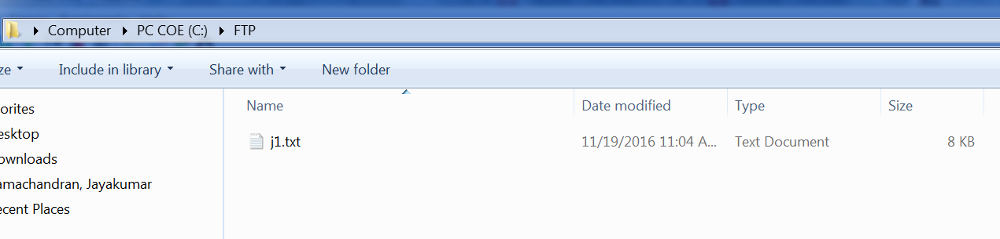 Computer PC COE (C:) FTP
ze Include in library Share with New folder
orites
esktop
ownloads
amachandran, Jayakumar
ecent Places
Name Date modified Type Size
j1.txt 11/19/2016 11:04 A... Text Document 8 KB